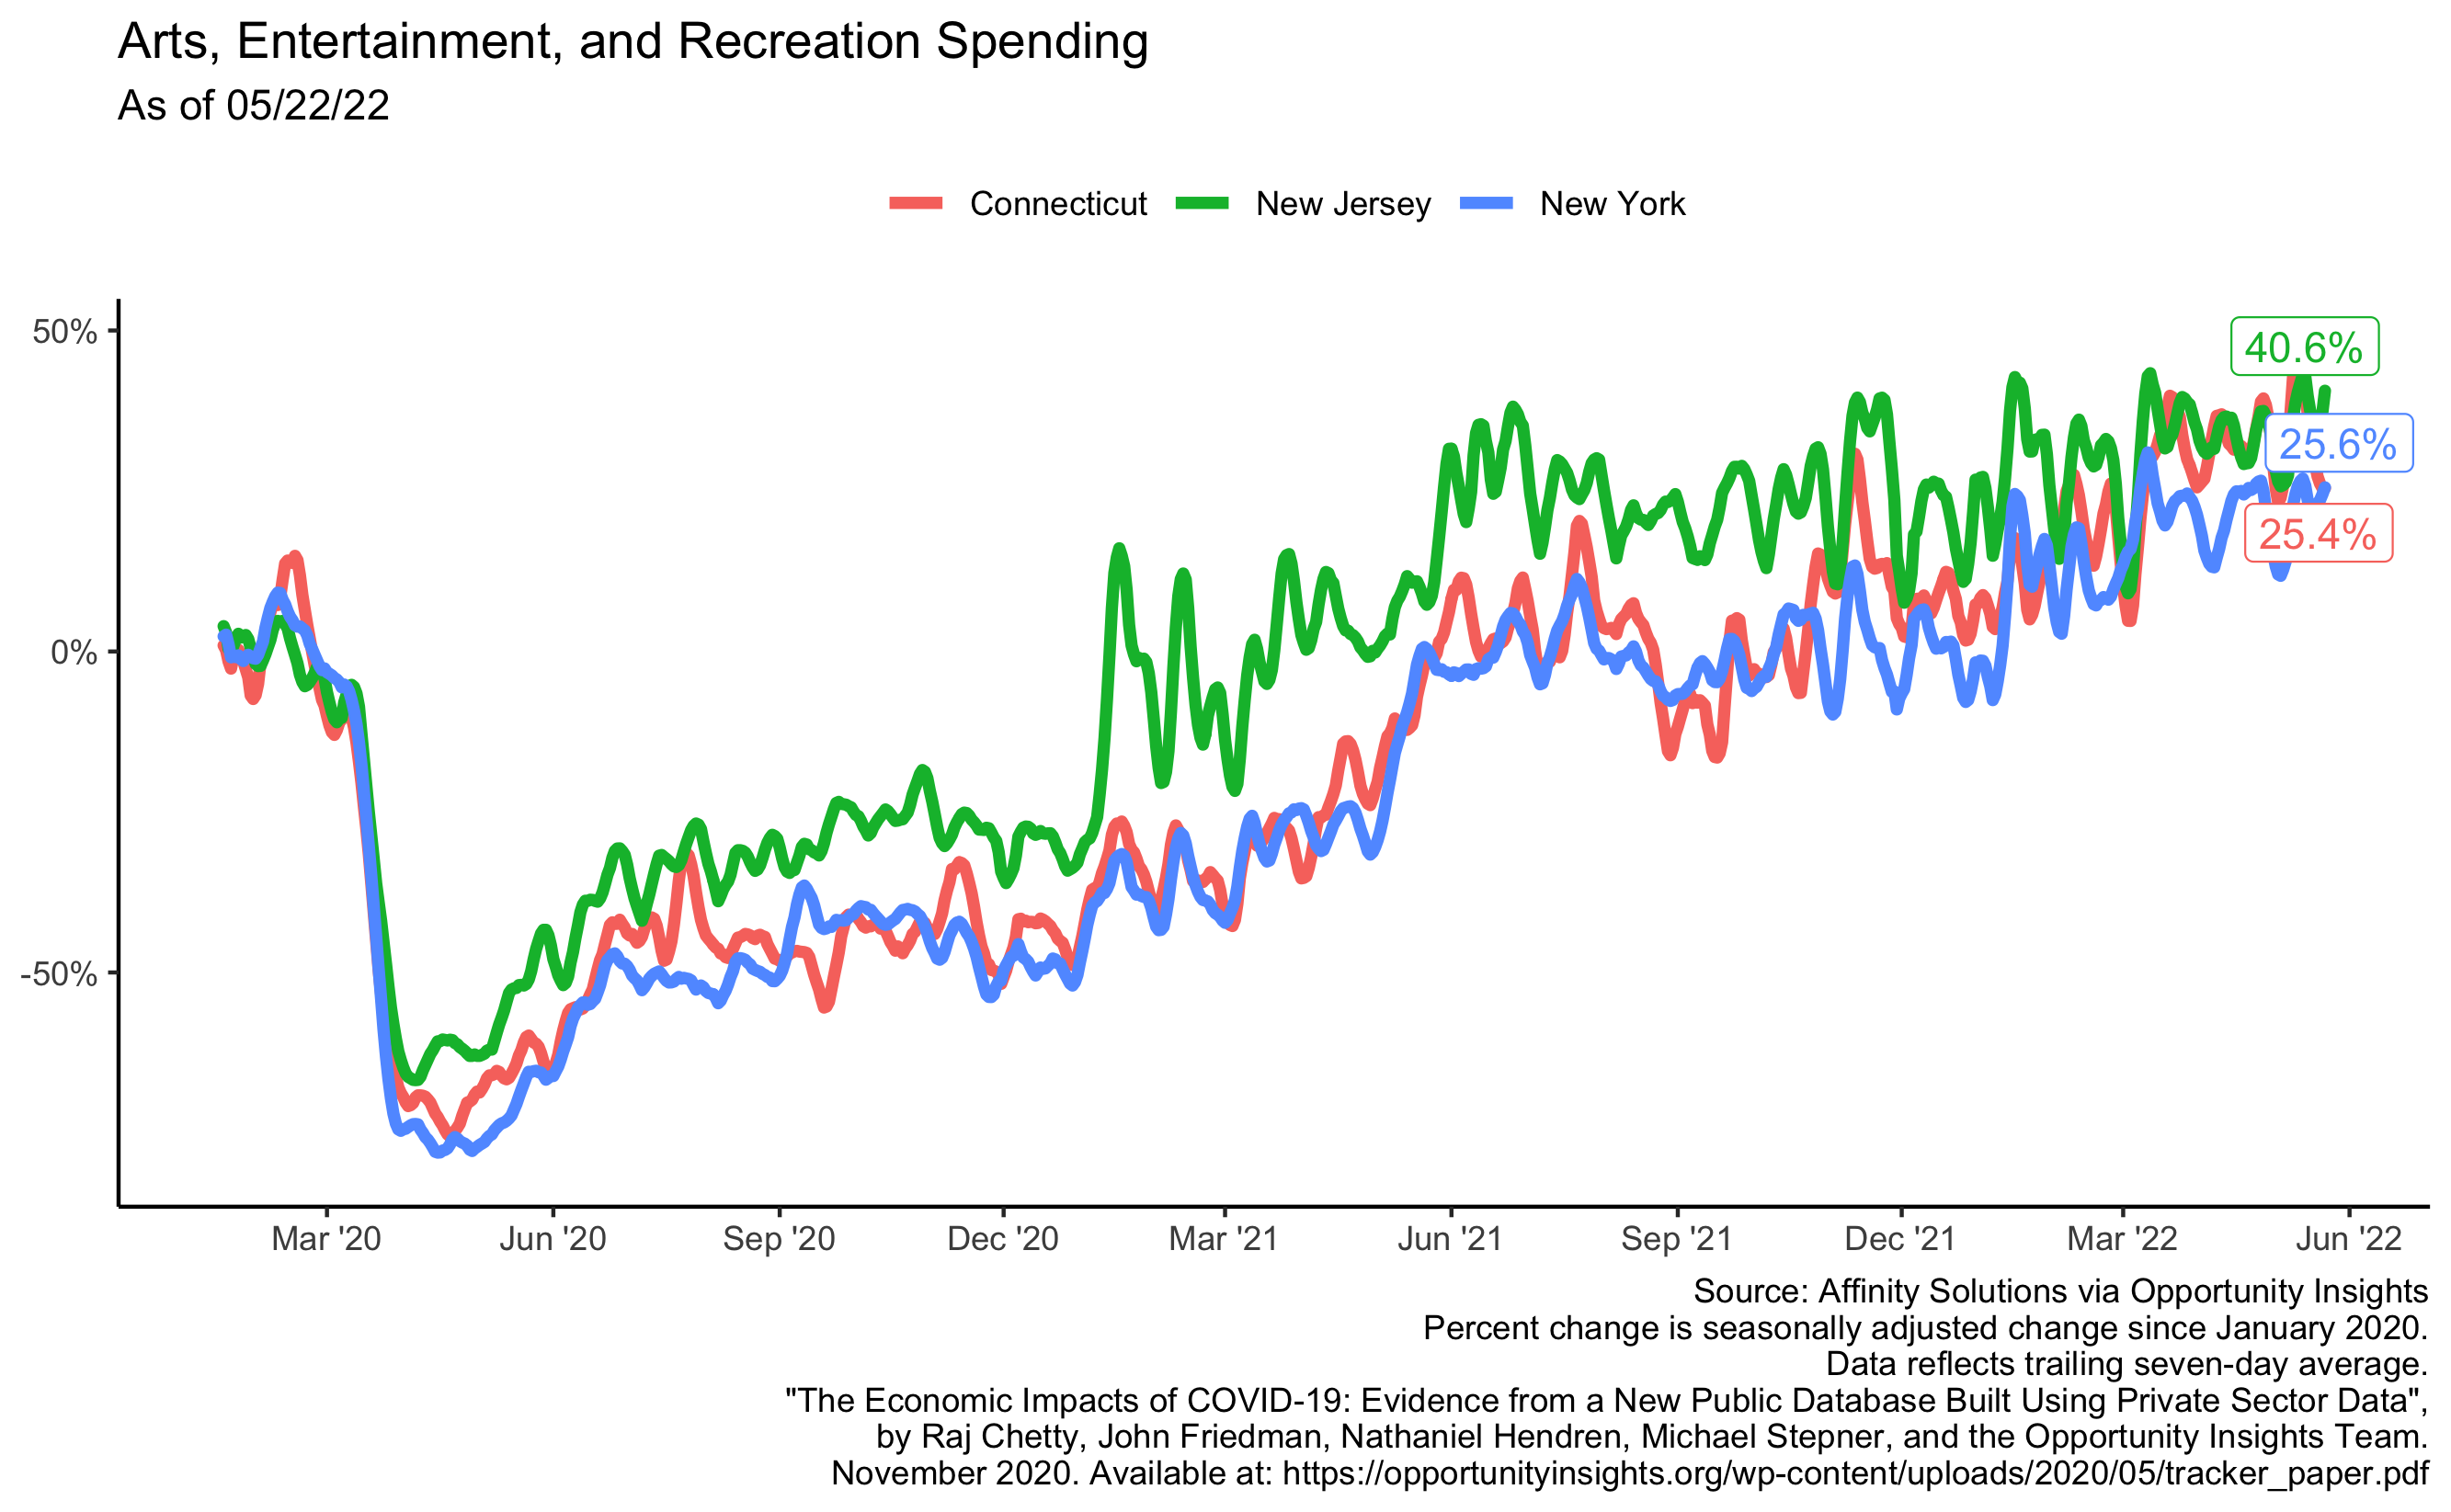 Arts, Entertainment, and Recreation Spending
As of 05/22/22
Connecticut New Jersey New York
50%
0%
-50%
40.6%
25.6%
25.4%
Mar '20 Jun '20 Sep '20 Dec '20 Mar '21 Jun '21 Sep '21 Dec '21 Mar '22 Jun '22
Source: Affinity Solutions via Opportunity Insights
Percent change is seasonally adjusted change since January 2020.
Data reflects trailing seven-day average.
"The Economic Impacts of COVID-19: Evidence from a New Public Database Built Using Private Sector Data",
by Raj Chetty, John Friedman, Nathaniel Hendren, Michael Stepner, and the Opportunity Insights Team.
November 2020. Available at: https://opportunityinsights.org/wp-content/uploads/2020/05/tracker_paper.pdf